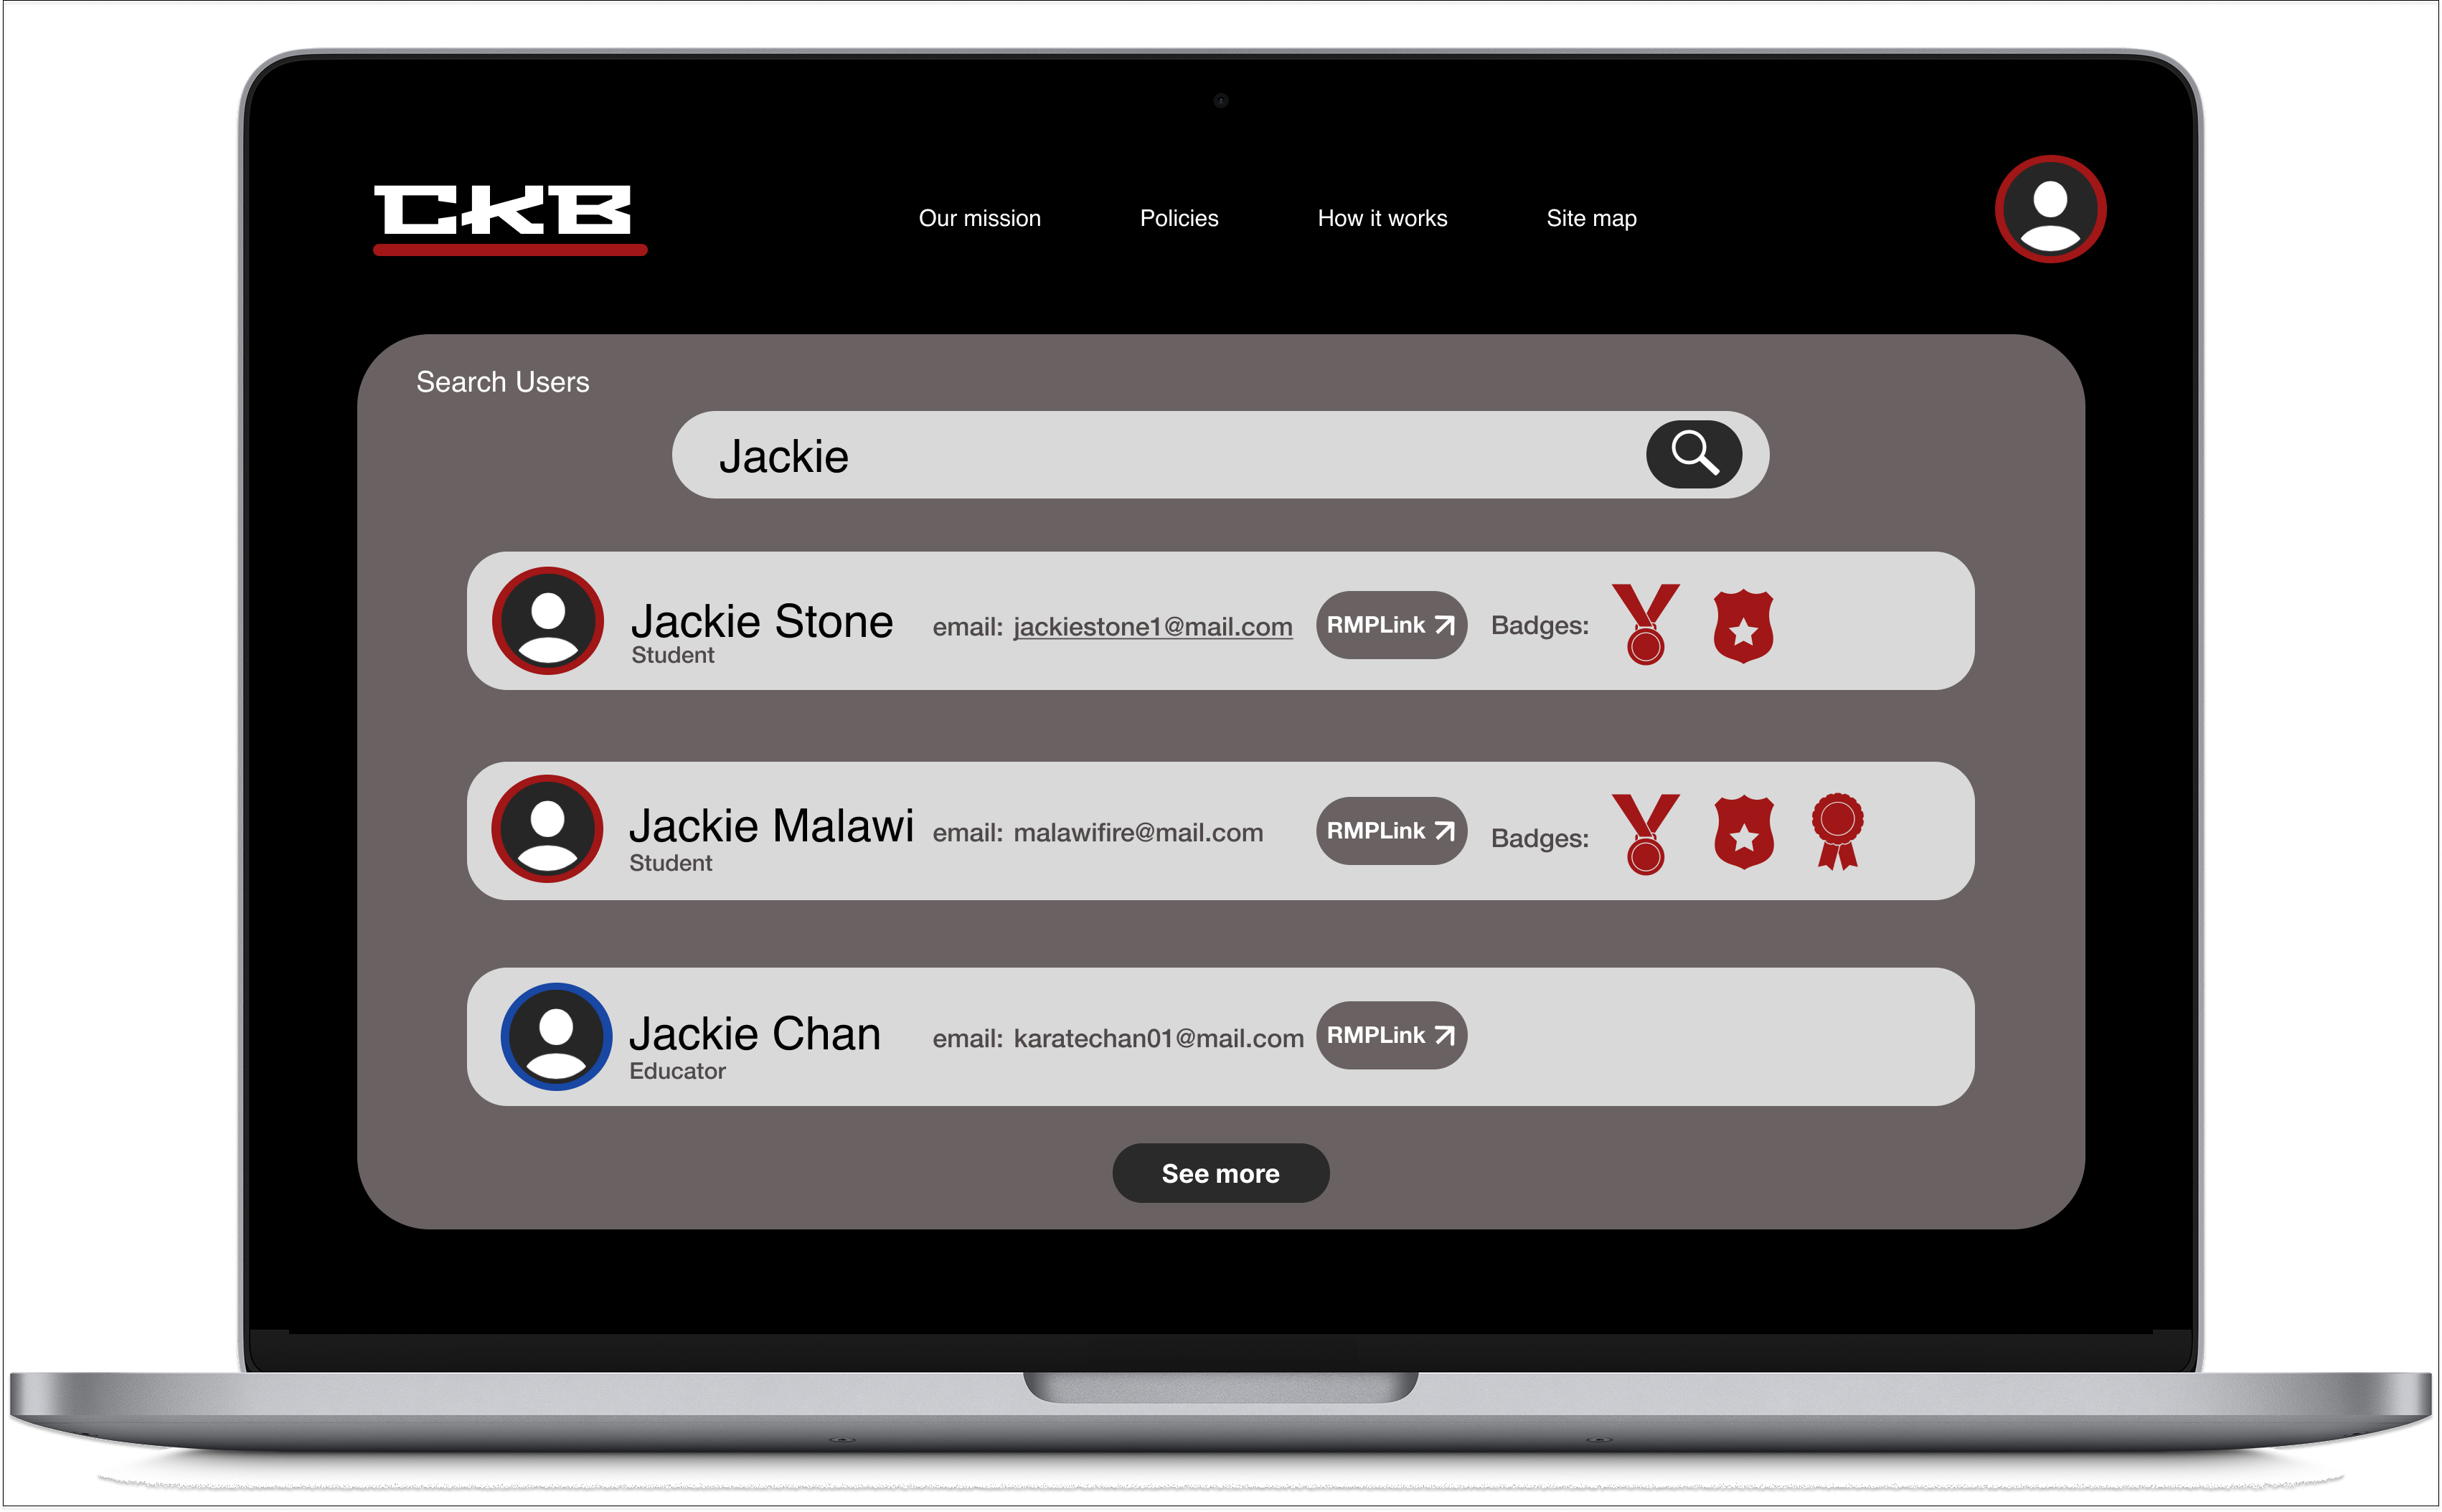 CKB
Our mission
Policies
How it works
Site map
Search Users
Jackie
Jackie Stone
Student
email: jackiestone1@mail.com
RMPLink
Badges:
Jackie Malawi
Student
email: malawifire@mail.com
RMPLink
Badges:
Jackie Chan
Educator
email: karatechan01@mail.com
RMPLink
See more